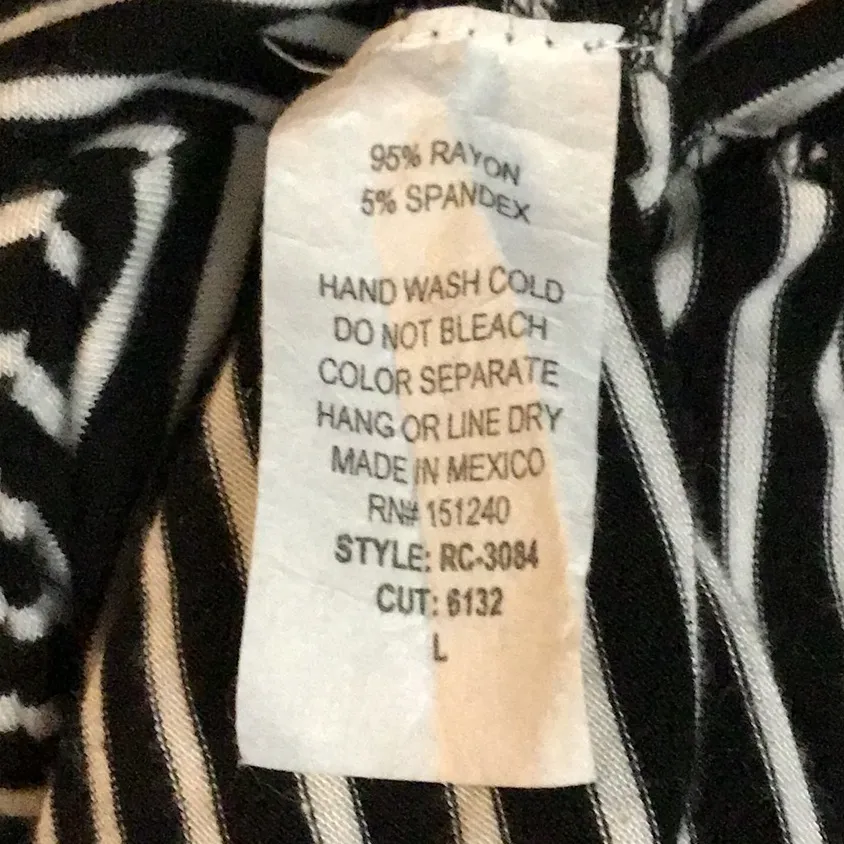 95% RAYON
5% SPANDEX
HAND WASH COLD
DO NOT BLEACH
COLOR SEPARATE
HANG OR LINE DRY
MADE IN MEXICO
RN# 151240
STYLE: RC-3084
CUT: 6132
L